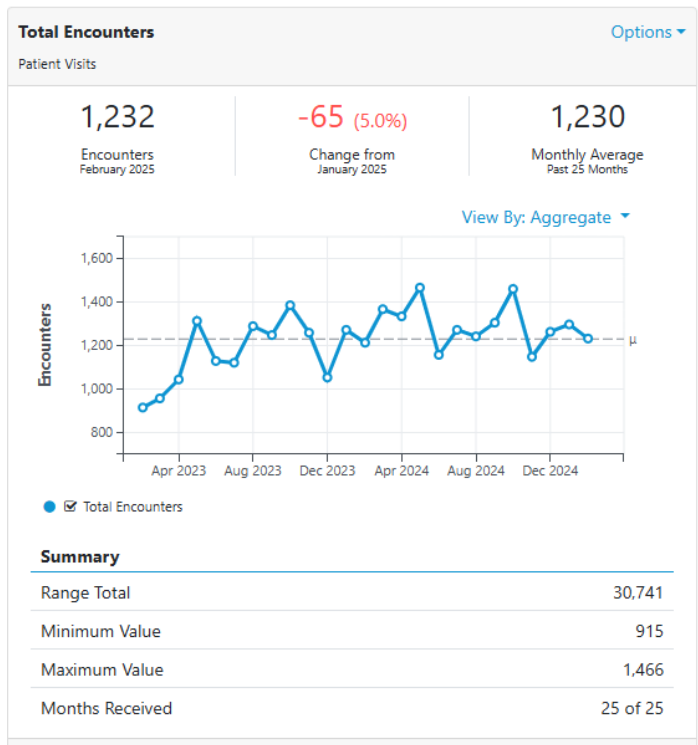 Total Encounters
Options
Patient Visits
1,232
-65 (5.0%)
1,230
Encounters
February 2025
Change from
January 2025
Monthly Average
Past 25 Months
View By: Aggregate
Encounters
1,600
1,400
1,200
1,000
800
μ
Apr 2023 Aug 2023 Dec 2023 Apr 2024 Aug 2024 Dec 2024
Total Encounters
Summary
Range Total 30,741
Minimum Value 915
Maximum Value 1,466
Months Received 25 of 25